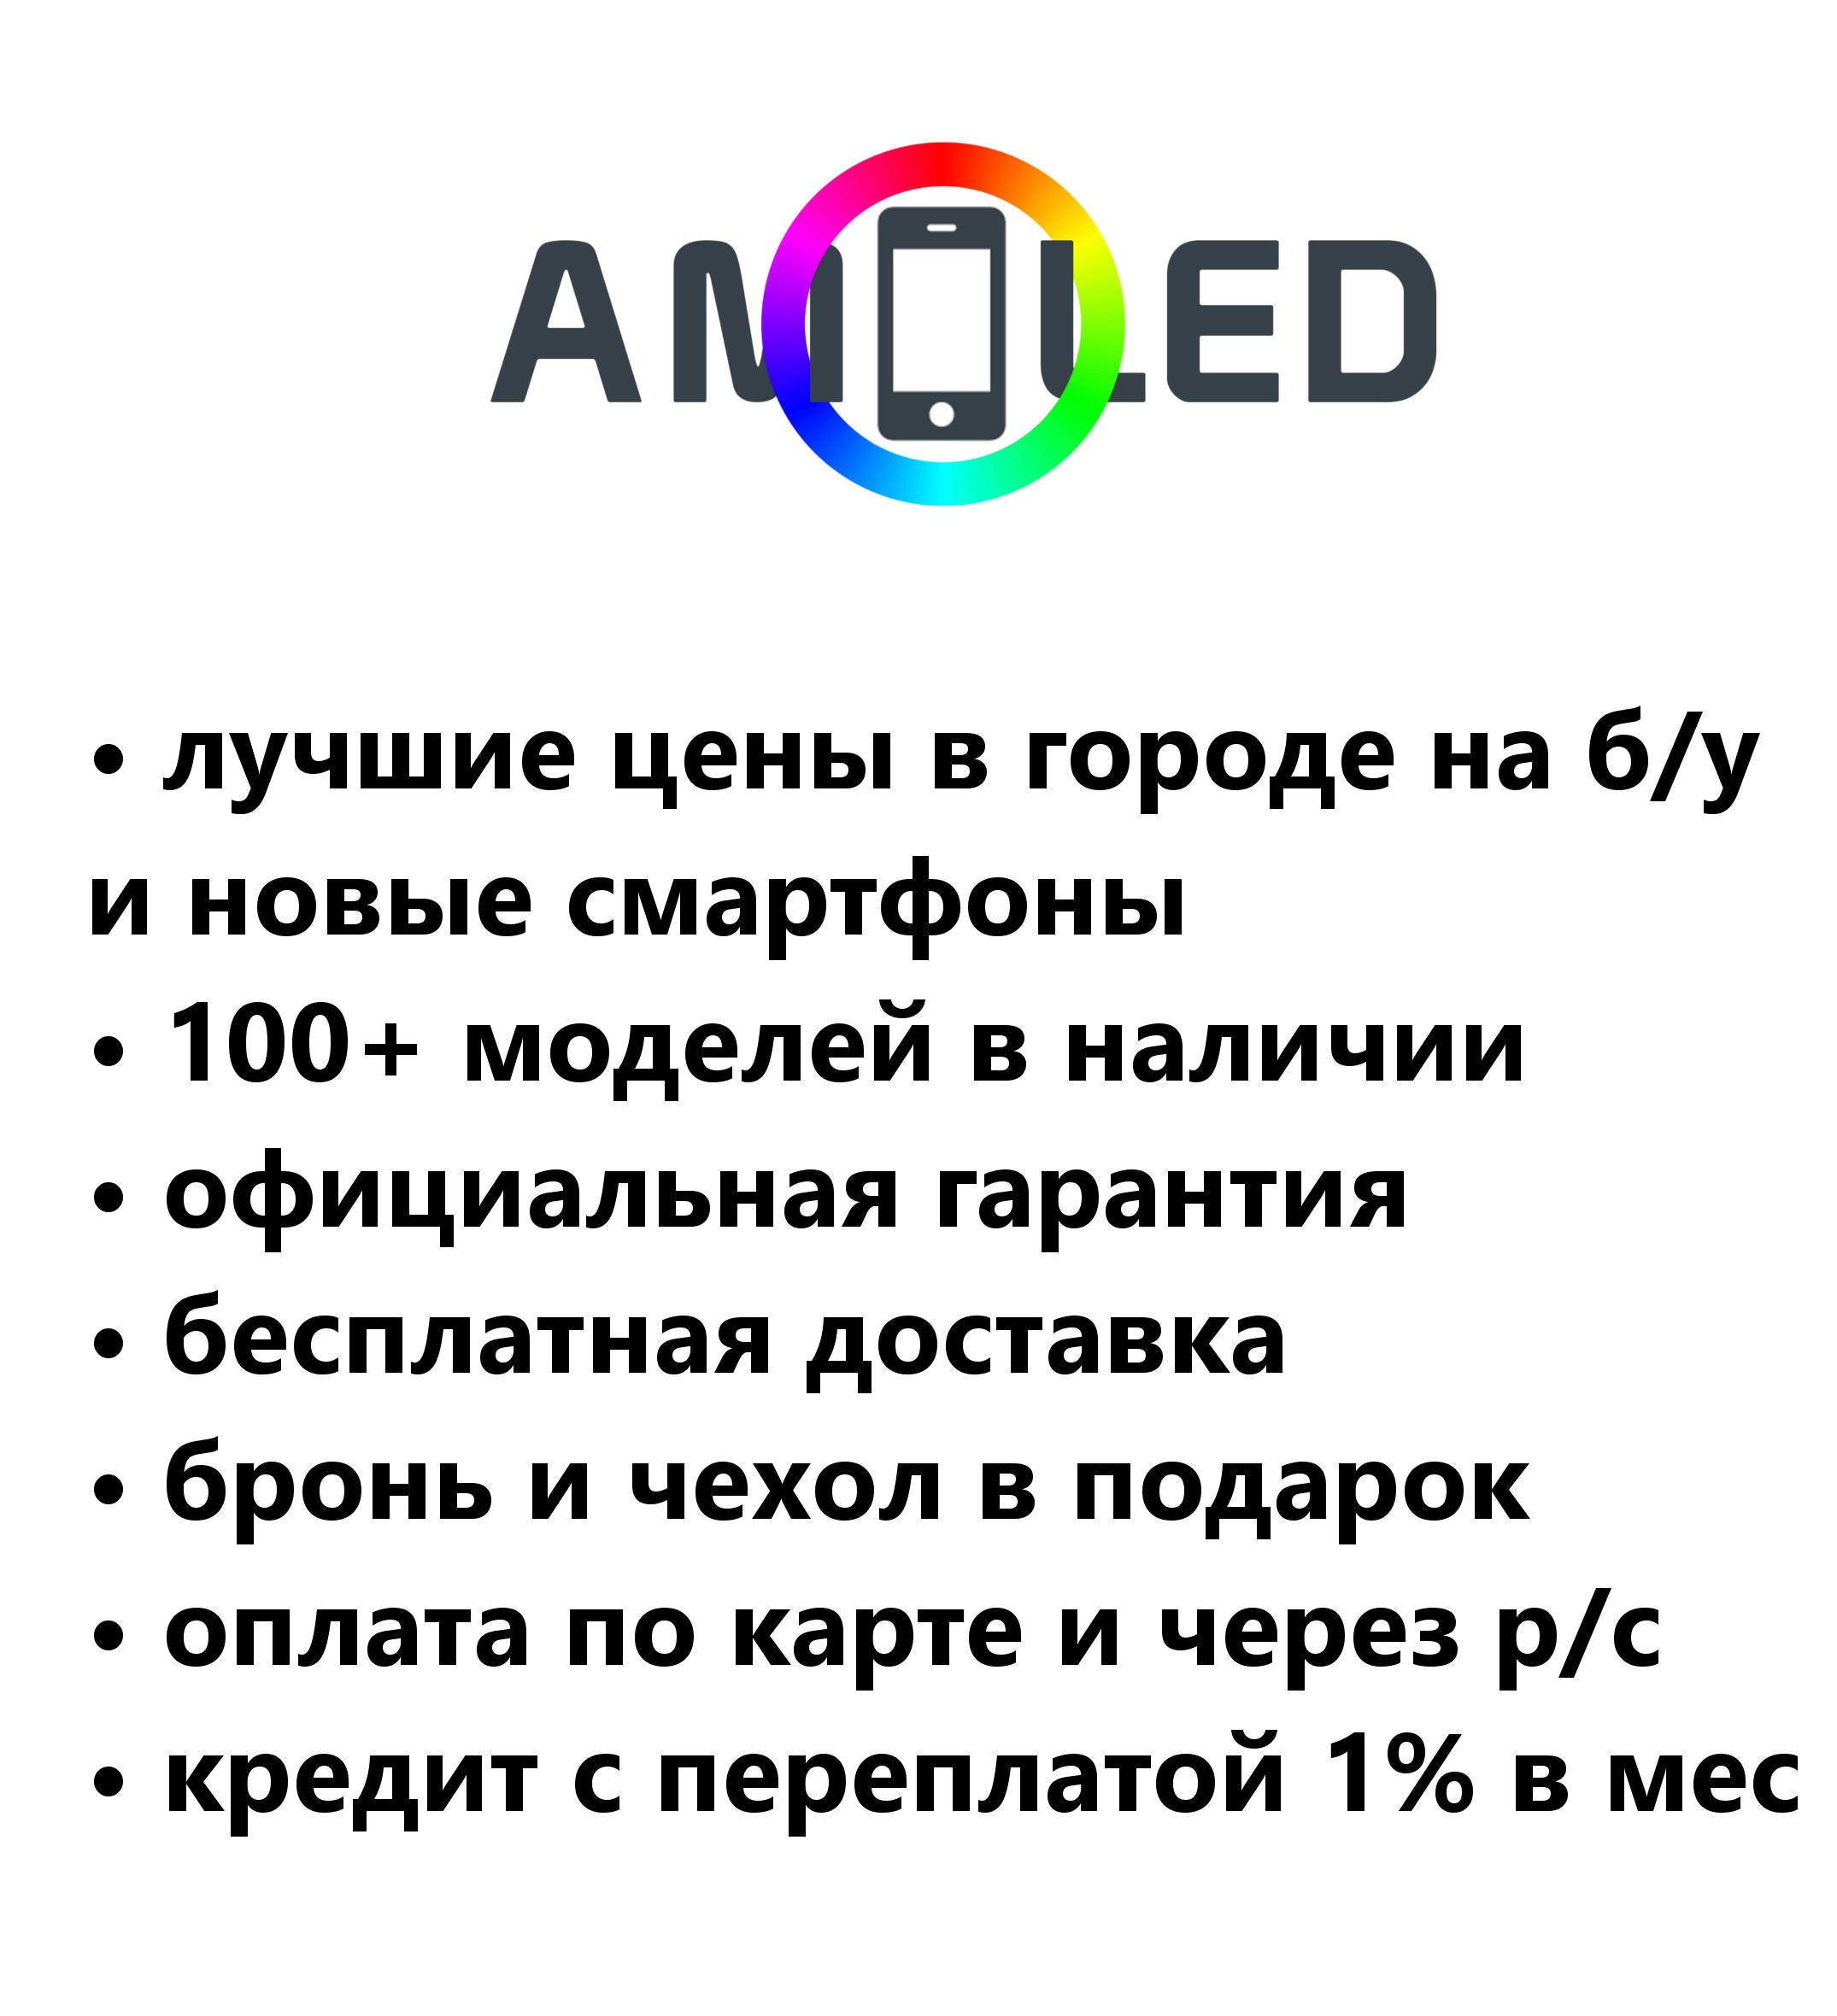 AMOLED
• лучшие цены в городе на б/у
и новые смартфоны
• 100+ моделей в наличии
• официальная гарантия
• бесплатная доставка
• бронь и чехол в подарок
• оплата по карте и через р/с
• кредит с переплатой 1% в мес